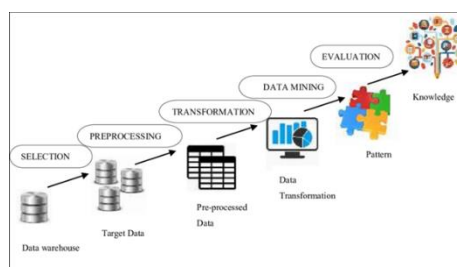 EVALUATION
Knowledge
DATA MINING
Pattern
TRANSFORMATION
Data
Transformation
PREPROCESSING
Pre-processed
Data
SELECTION
Target Data
Data warehouse